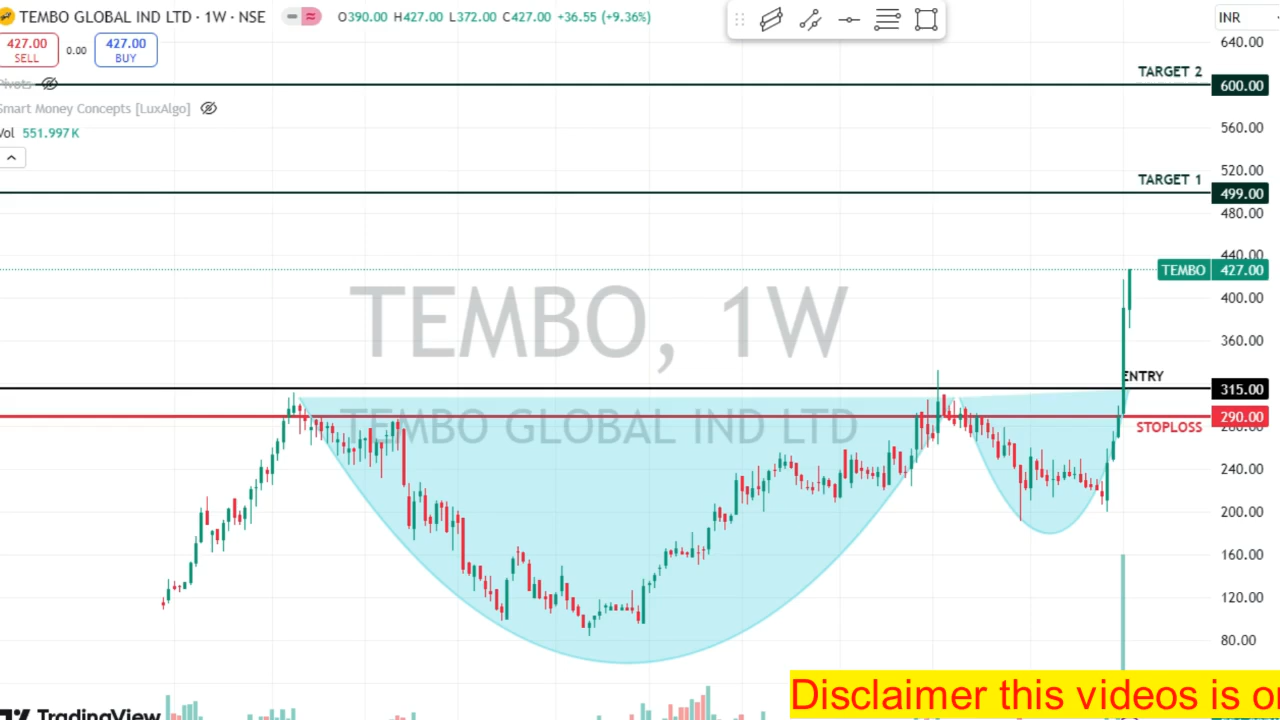 TEMBO GLOBAL IND LTD · 1W · NSE O390.00 H427.00 L372.00 C427.00 +36.55 (+9.36%)
INR
427.00
SELL
0.00
427.00
BUY
Pivots
Smart Money Concepts [LuxAlgo]
Vol 551.997 K
640.00
TARGET 2
600.00
560.00
520.00
TARGET 1
499.00
480.00
440.00
TEMBO 427.00
400.00
TEMBO, 1W
360.00
ENTRY
315.00
290.00
TEMBO GLOBAL IND LTD
STOPLOSS
280.00
240.00
200.00
160.00
120.00
80.00
Disclaimer this videos is
TradingView